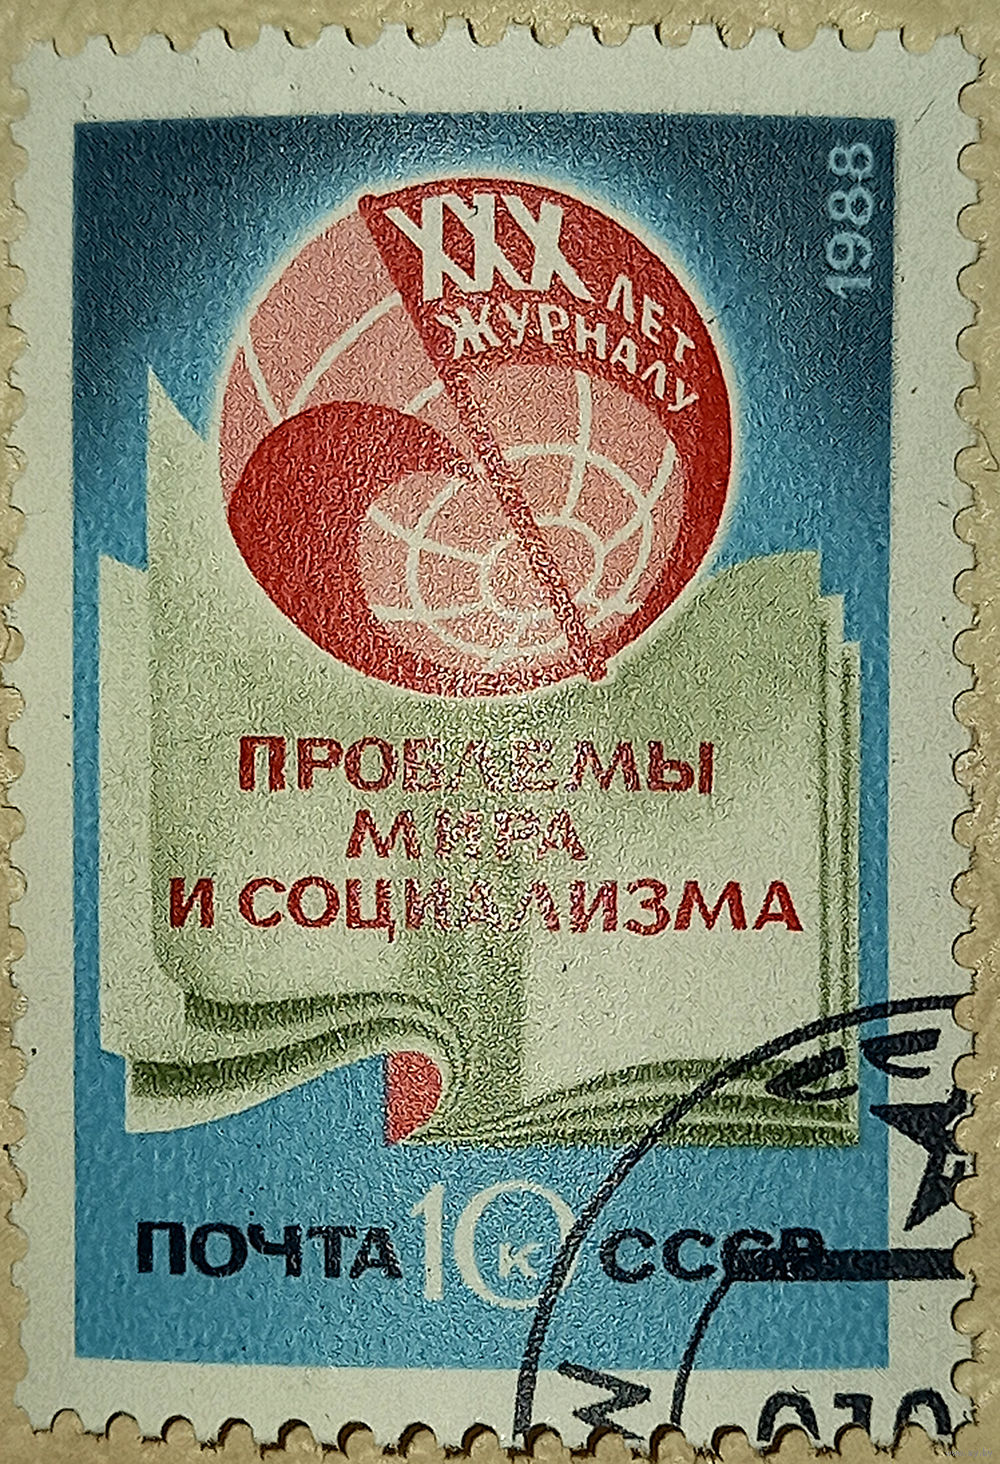 1988
XXX ЛЕТ
ЖУРНАЛУ
ПРОБЛЕМЫ
МИРА
И СОЦИАЛИЗМА
ПОЧТА 10 к СССР